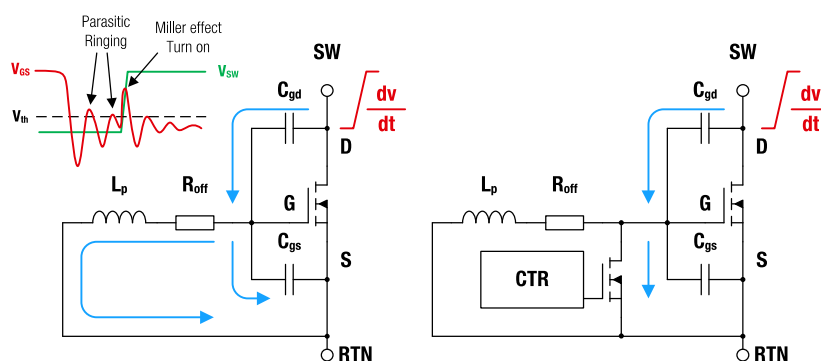 Parasitic
Ringing
Miller effect
Turn on
VGS
VSW
Vth
SW
Cgd
dv
dt
D
Lp
Roff
G
Cgs
S
RTN
SW
Cgd
dv
dt
D
Lp
Roff
G
Cgs
S
CTR
RTN